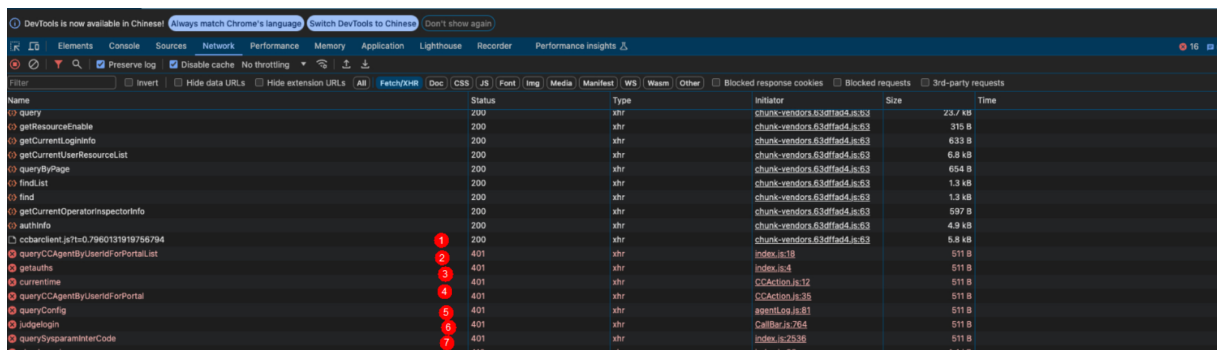 DevTools is now available in Chinese! Always match Chrome's language Switch DevTools to Chinese Don't show again
Elements Console Sources Network Performance Memory Application Lighthouse Recorder Performance insights 16
Preserve log Disable cache No throttling
Filter Invert Hide data URLs Hide extension URLs All Fetch/XHR Doc CSS JS Font Img Media Manifest WS Wasm Other Blocked response cookies Blocked requests 3rd-party requests
Name Status Type Initiator Size Time
query 200 xhr chunk-vendors.63dffad4.js:63 23.7 kB
getResourceEnable 200 xhr chunk-vendors.63dffad4.js:63 315 B
getCurrentLoginInfo 200 xhr chunk-vendors.63dffad4.js:63 633 B
getCurrentUserResourceList 200 xhr chunk-vendors.63dffad4.js:63 6.8 kB
queryByPage 200 xhr chunk-vendors.63dffad4.js:63 654 B
findList 200 xhr chunk-vendors.63dffad4.js:63 1.3 kB
find 200 xhr chunk-vendors.63dffad4.js:63 1.3 kB
getCurrentOperatorInspectorInfo 200 xhr chunk-vendors.63dffad4.js:63 597 B
authInfo 200 xhr chunk-vendors.63dffad4.js:63 4.9 kB
ccbarclient.js?t=0.7960131919756794 1 200 xhr chunk-vendors.63dffad4.js:63 5.8 kB
queryCCAgentByUserIdForPortalList 2 401 xhr index.js:18 511 B
getauths 3 401 xhr index.js:4 511 B
currentime 401 xhr CCAction.js:12 511 B
queryCCAgentByUserIdForPortal 4 401 xhr CCAction.js:35 511 B
queryConfig 5 401 xhr agentLog.js:81 511 B
judgelogin 6 401 xhr CallBar.js:764 511 B
querySysparamInterCode 7 401 xhr index.js:2536 511 B